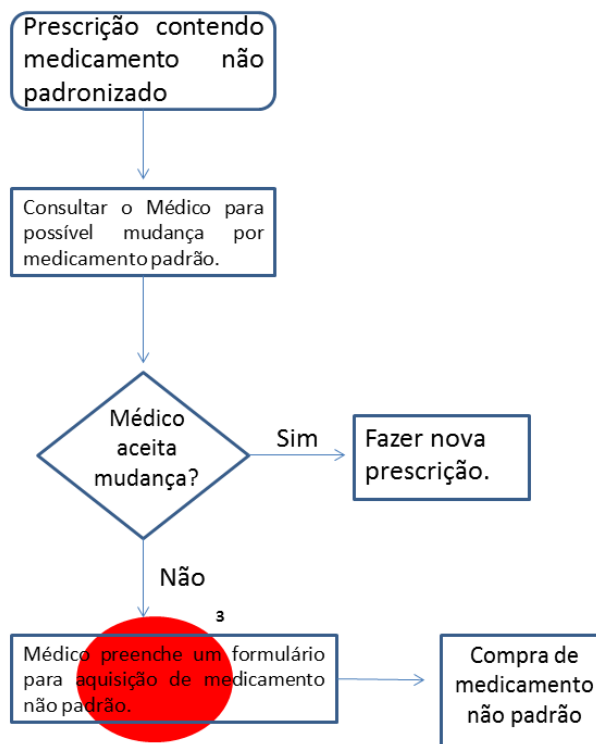 Prescrição contendo
medicamento não
padronizado
Consultar o Médico para
possível mudança por
medicamento padrão.
Médico
aceita
mudança?
Sim
Fazer nova
prescrição.
Não
3
Médico preenche um formulário
para aquisição de medicamento
não padrão.
Compra de
medicamento
não padrão